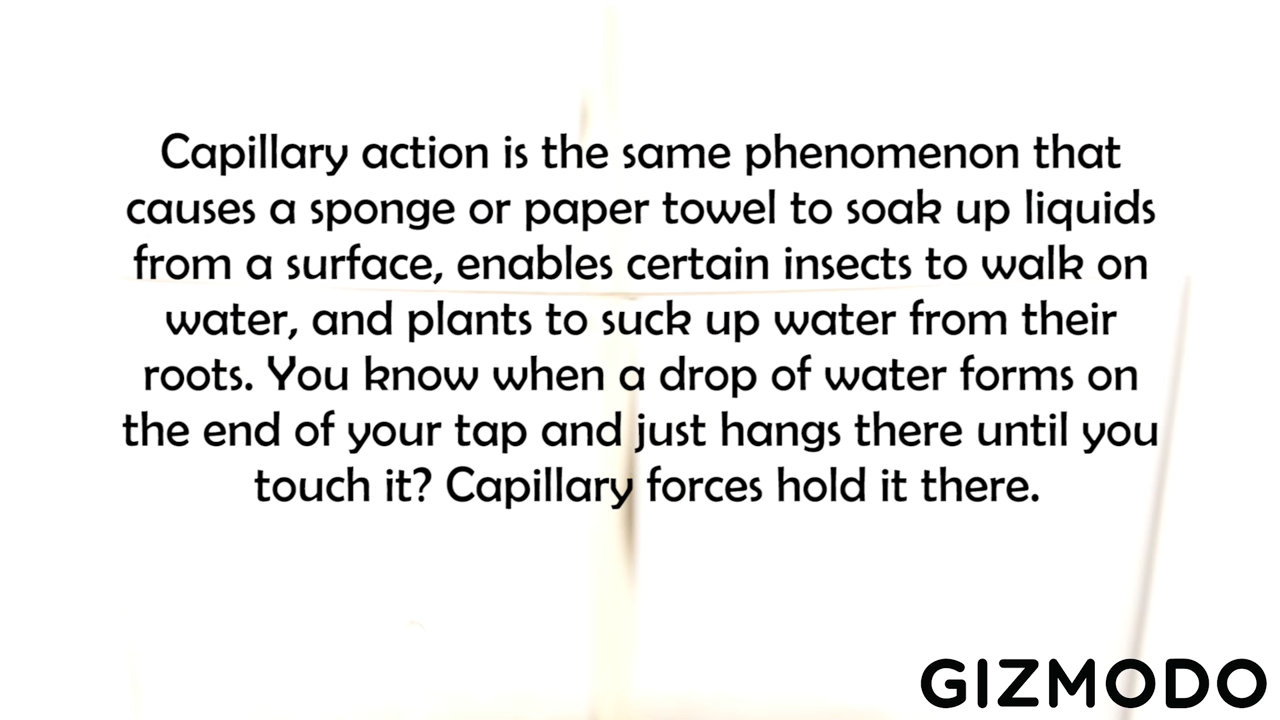 Capillary action is the same phenomenon that
causes a sponge or paper towel to soak up liquids
from a surface, enables certain insects to walk on
water, and plants to suck up water from their
roots. You know when a drop of water forms on
the end of your tap and just hangs there until you
touch it? Capillary forces hold it there.
GIZMODO